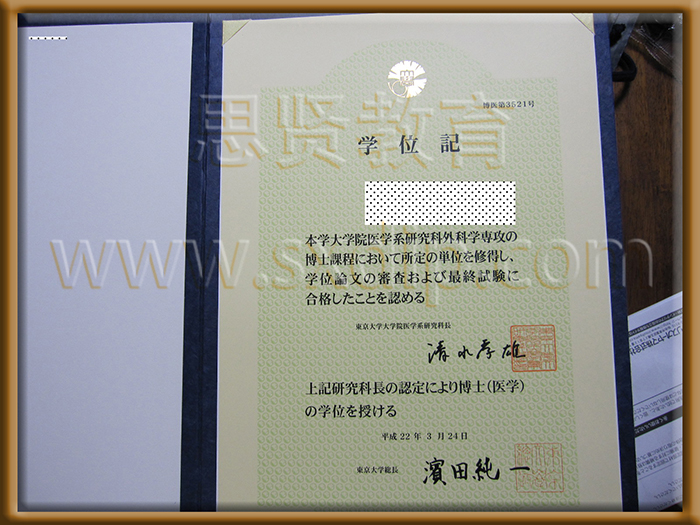 博医第3521号
思贤教育
学位記
本学大学院医学系研究科外科学専攻の
博士課程において所定の単位を修得し、
学位論文の審査および最終試験に
合格したことを認める
東京大学大学院医学系研究科長
清水孝雄
上記研究科長の認定により博士(医学)
の学位を授ける
平成22年3月24日
東京大学総長
濱田純一